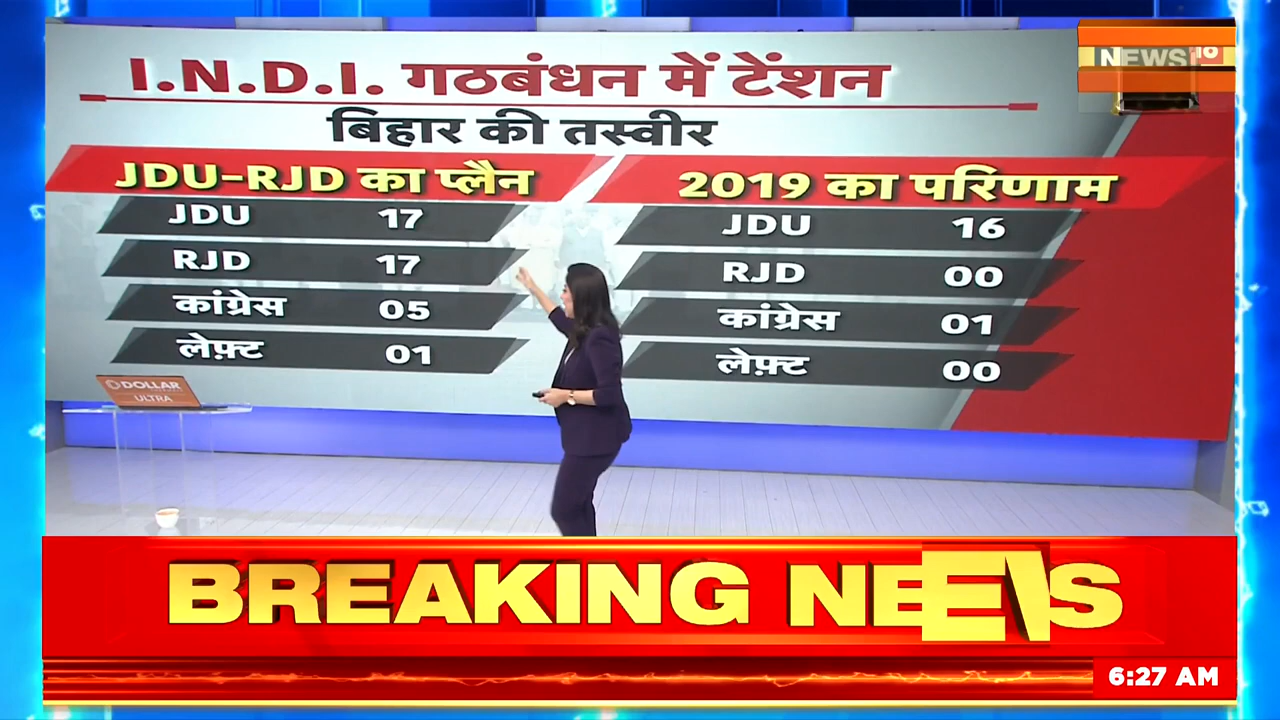 NEWS18
I.N.D.I. गठबंधन में टेंशन
बिहार की तस्वीर
JDU-RJD का प्लैन
JDU 17
RJD 17
कांग्रेस 05
लेफ़्ट 01
2019 का परिणाम
JDU 16
RJD 00
कांग्रेस 01
लेफ़्ट 00
DOLLAR
ULTRA
BREAKING
6:27 AM